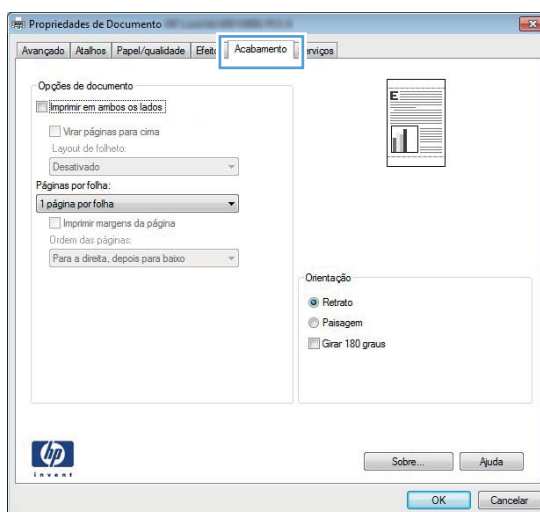 Propriedades de Documento
Avançado Atalhos Papel/qualidade Acabamento
Opções de documento
Imprimir em ambos os lados
Virar páginas para cima
Layout de folheto:
Desativado
Páginas por folha:
1 página por folha
Imprimir margens da página
Ordem das páginas:
Para a direita, depois para baixo
E
Orientação
Retrato
Paisagem
Girar 180 graus
hp
invent
Sobre... Ajuda
OK Cancelar